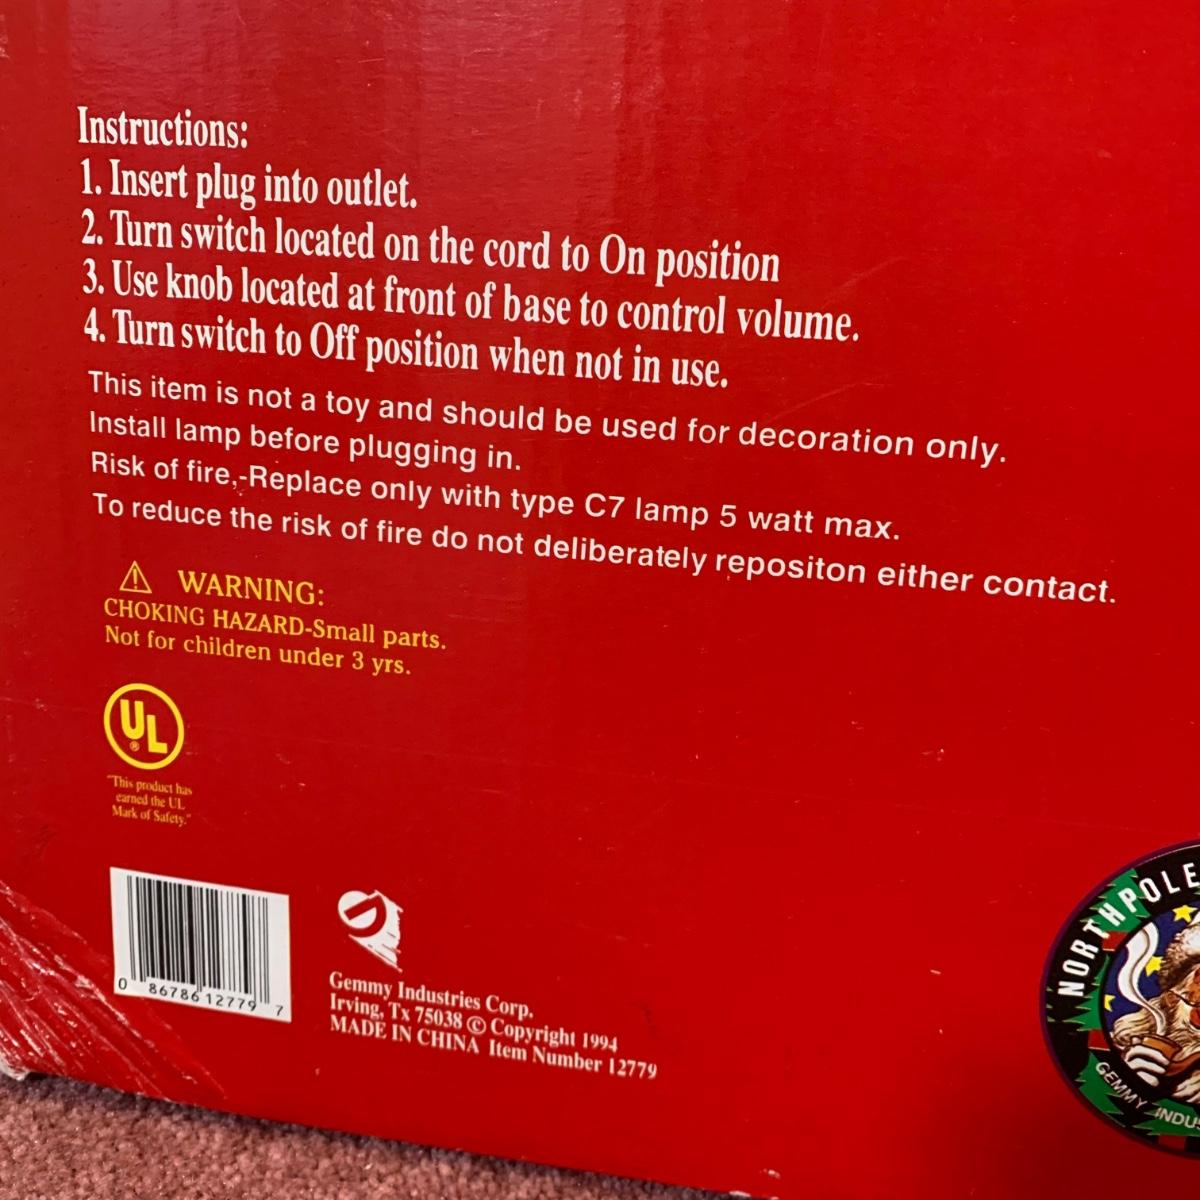 Instructions:
1. Insert plug into outlet.
2. Turn switch located on the cord to On position
3. Use knob located at front of base to control volume.
4. Turn switch to Off position when not in use.
This item is not a toy and should be used for decoration only.
Install lamp before plugging in.
Risk of fire,-Replace only with type C7 lamp 5 watt max.
To reduce the risk of fire do not deliberately repositon either contact.
⚠ WARNING:
CHOKING HAZARD-Small parts.
Not for children under 3 yrs.
UL
®
"This product has
earned the UL
Mark of Safety."
0 86786 12779 7
Gemmy Industries Corp.
Irving, Tx 75038 © Copyright 1994
MADE IN CHINA Item Number 12779
NORTHPOLE
GEMMY